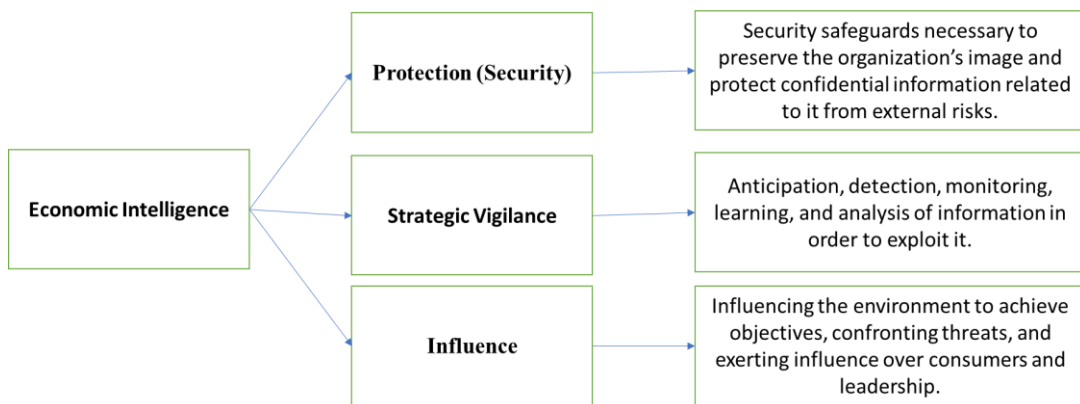 Economic Intelligence
Protection (Security)
Security safeguards necessary to
preserve the organization’s image and
protect confidential information related
to it from external risks.
Strategic Vigilance
Anticipation, detection, monitoring,
learning, and analysis of information in
order to exploit it.
Influence
Influencing the environment to achieve
objectives, confronting threats, and
exerting influence over consumers and
leadership.